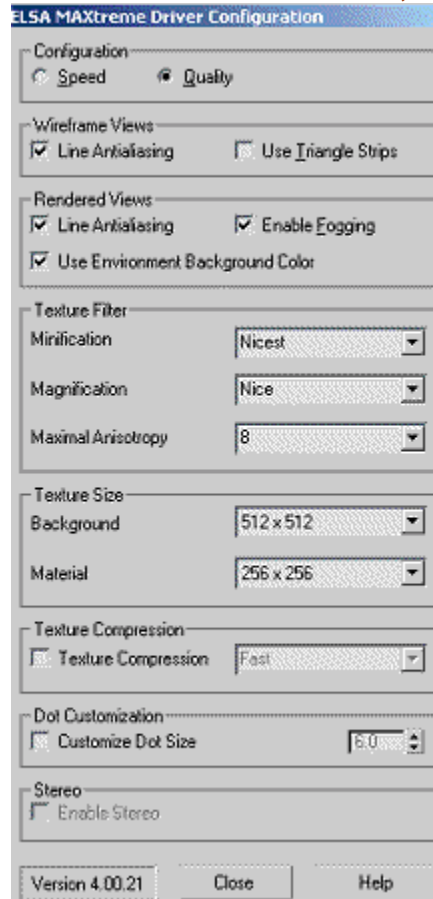 ELSA MAXtreme Driver Configuration
Configuration
Speed Quality
Wireframe Views
Line Antialiasing Use Triangle Strips
Rendered Views
Line Antialiasing Enable Fogging
Use Environment Background Color
Texture Filter
Minification Nicest
Magnification Nice
Maximal Anisotropy 8
Texture Size
Background 512 x 512
Material 256 x 256
Texture Compression
Texture Compression Fast
Dot Customization
Customize Dot Size 6.0
Stereo
Enable Stereo
Version 4.00.21 Close Help